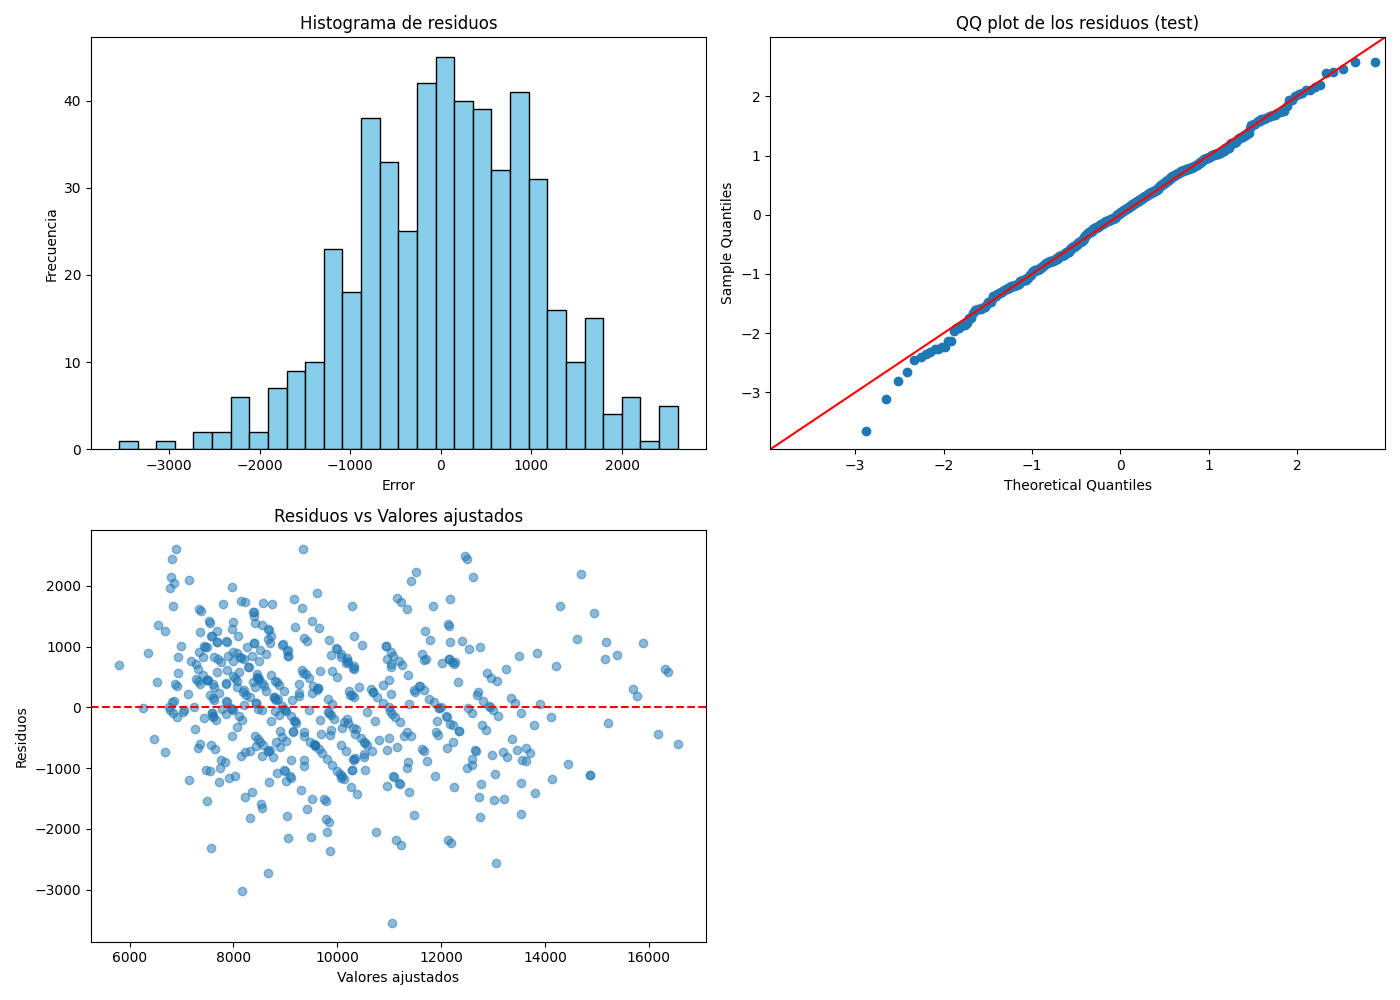 Histograma de residuos
Frecuencia
40
30
20
10
0
−3000 −2000 −1000 0 1000 2000
Error
QQ plot de los residuos (test)
Sample Quantiles
2
1
0
−1
−2
−3
−3 −2 −1 0 1 2
Theoretical Quantiles
Residuos vs Valores ajustados
Residuos
2000
1000
0
−1000
−2000
−3000
6000 8000 10000 12000 14000 16000
Valores ajustados